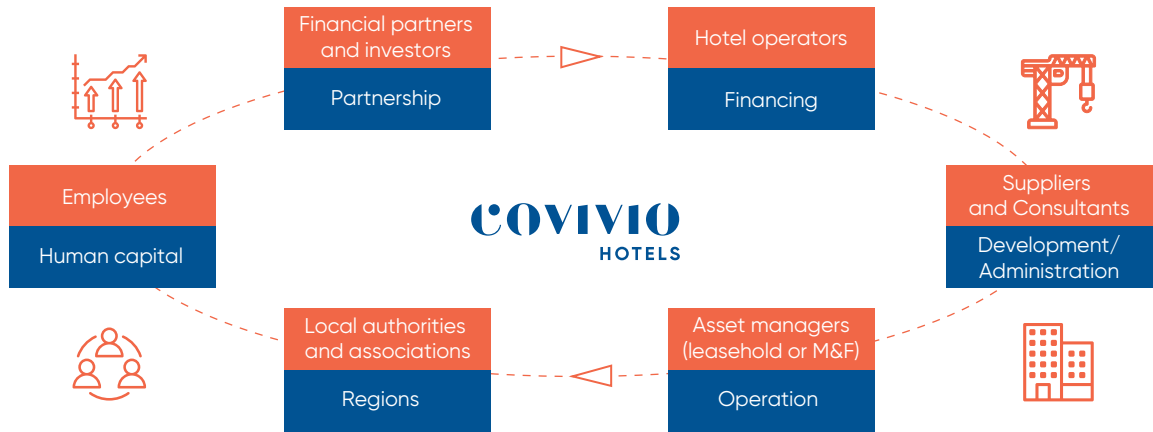 Financial partners
and investors
Partnership
Hotel operators
Financing
Employees
Human capital
COVIVIO
HOTELS
Suppliers
and Consultants
Development/
Administration
Local authorities
and associations
Regions
Asset managers
(leasehold or M&F)
Operation